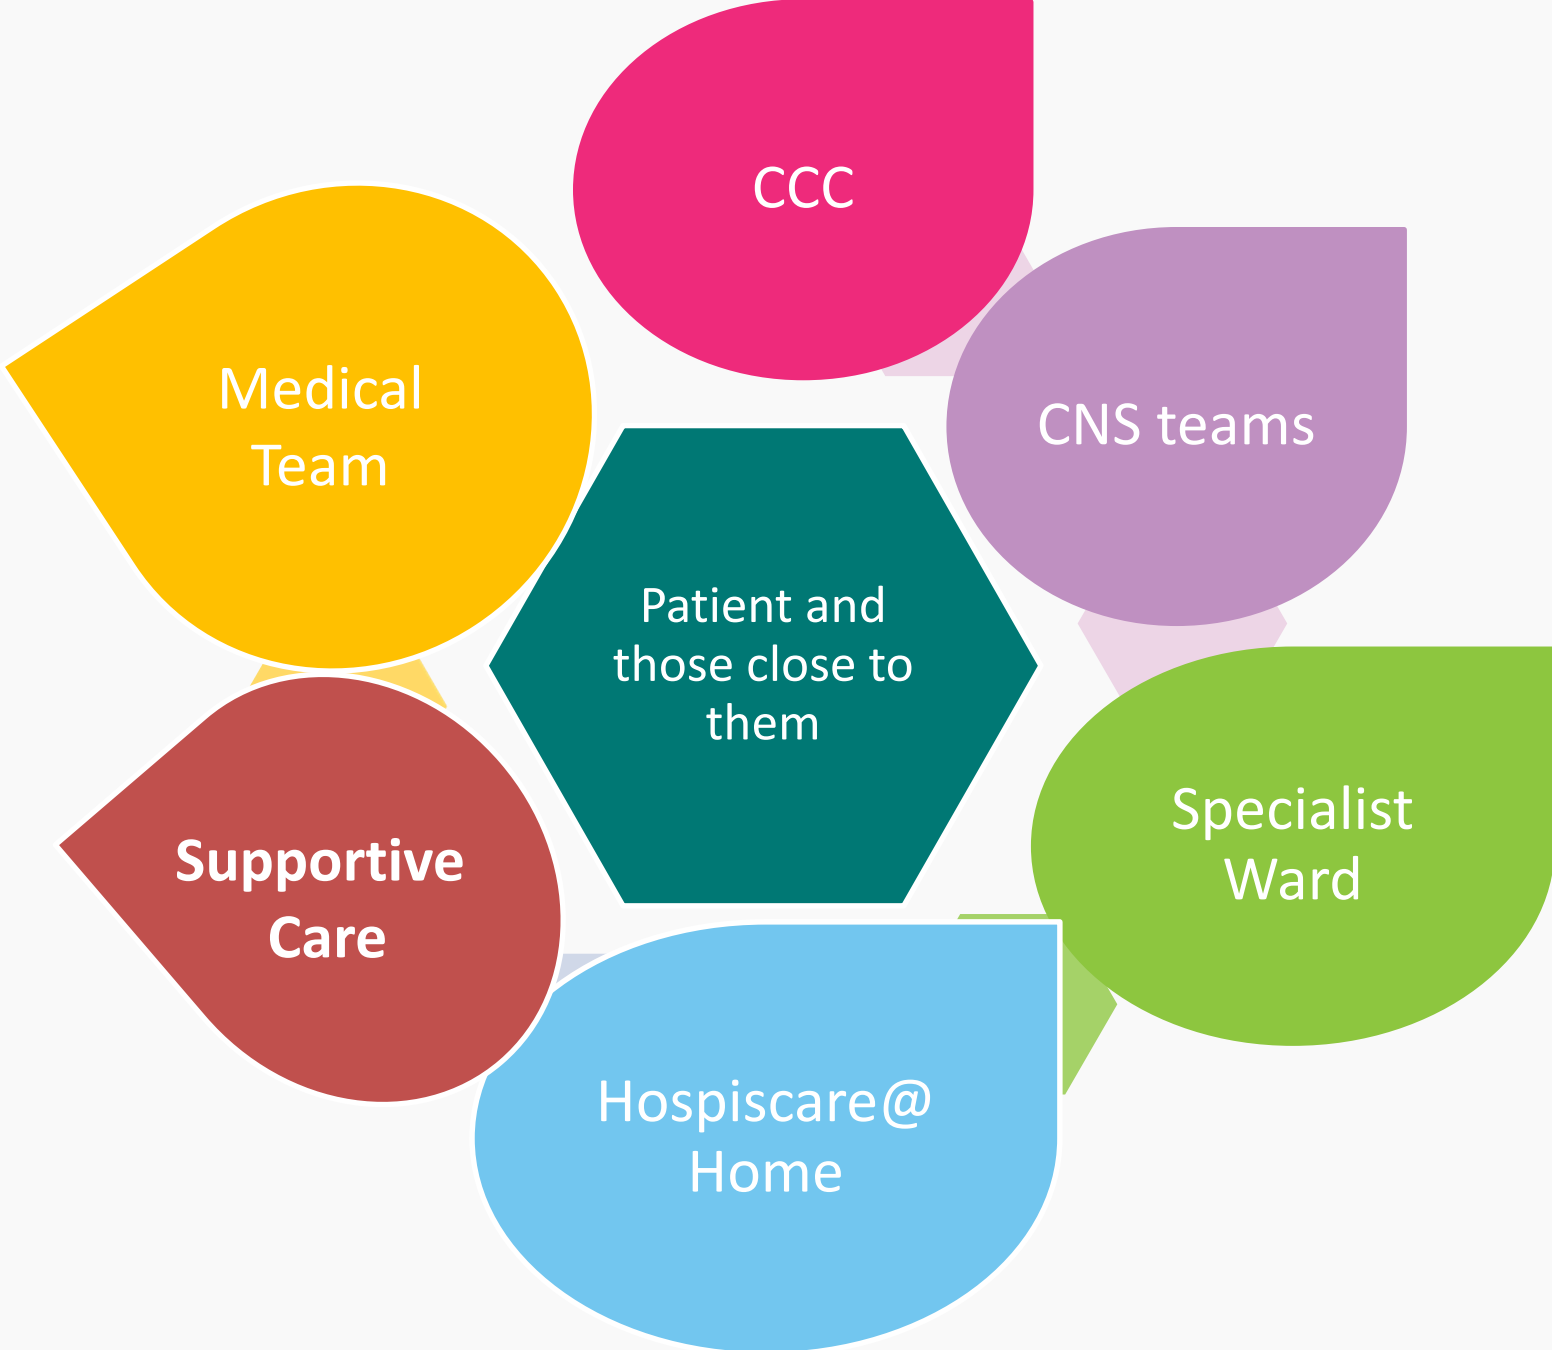 CCC
CNS teams
Medical
Team
Patient and
those close to
them
Specialist
Ward
Supportive
Care
Hospiscare@
Home